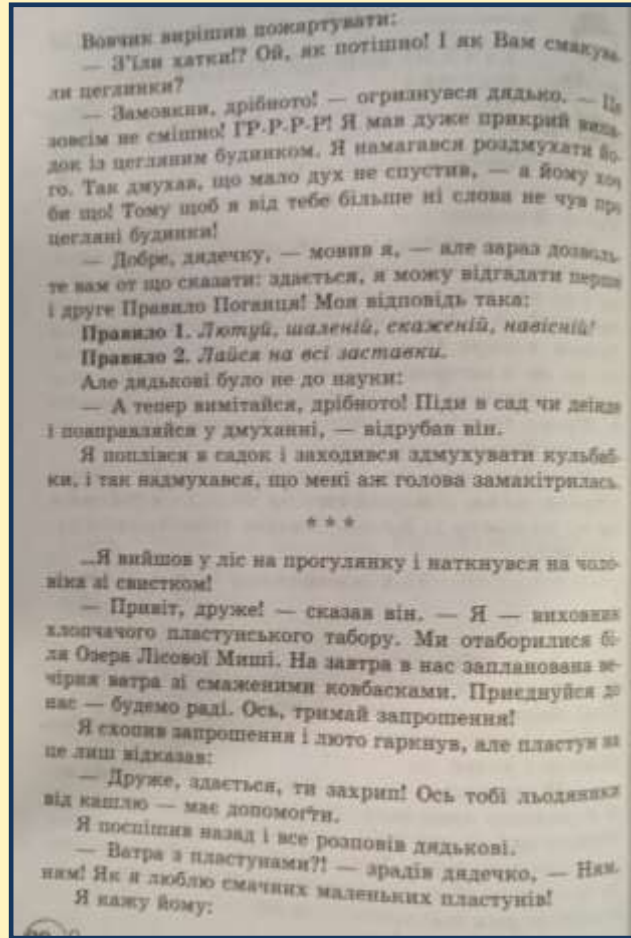 Вовчик вирішив пожартувати:
— З'їли хатки!? Ой, як потішно! І як Вам смакува-
ли цеглинки?
— Замовкни, дрібното! — огризнувся дядько. — Це
зовсім не смішно! ГР-Р-Р-Р! Я мав дуже прикрий випа-
док із цегляним будинком. Я намагався роздмухати йо-
го. Так дмухав, що мало дух не спустив, — а йому хоч
би що! Тому щоб я від тебе більше ні слова не чув про
цегляні будинки!
— Добре, дядечку, — мовив я, — але зараз дозволь-
те вам от що сказати: здається, я можу відгадати перше
і друге Правило Поганця! Моя відповідь така:
Правило 1. Лютуй, шаленій, скаженій, навісній!
Правило 2. Лайся на всі заставки.
Але дядькові було не до науки:
— А тепер вимітайся, дрібното! Піди в сад чи деінде
і повправляйся у дмуханні, — відрубав він.
Я поплівся в садок і заходився здмухувати кульбаб-
ки, і так надмухався, що мені аж голова замакітрилась.
* * *
...Я вийшов у ліс на прогулянку і наткнувся на чоло-
віка зі свистком!
— Привіт, друже! — сказав він. — Я — виховник
хлопчачого пластунського табору. Ми отаборилися бі-
ля Озера Лісової Миші. На завтра в нас запланована ве-
чірня ватра зі смаженими ковбасками. Приєднуйся до
нас — будемо раді. Ось, тримай запрошення!
Я схопив запрошення і люто гаркнув, але пластун на
це лиш відказав:
— Друже, здається, ти захрип! Ось тобі льодяники
від кашлю — має допомогти.
Я поспішив назад і все розповів дядькові.
— Ватра з пластунами?! — зрадів дядечко, — Ням-
ням! Як я люблю смачних маленьких пластунів!
Я кажу йому: